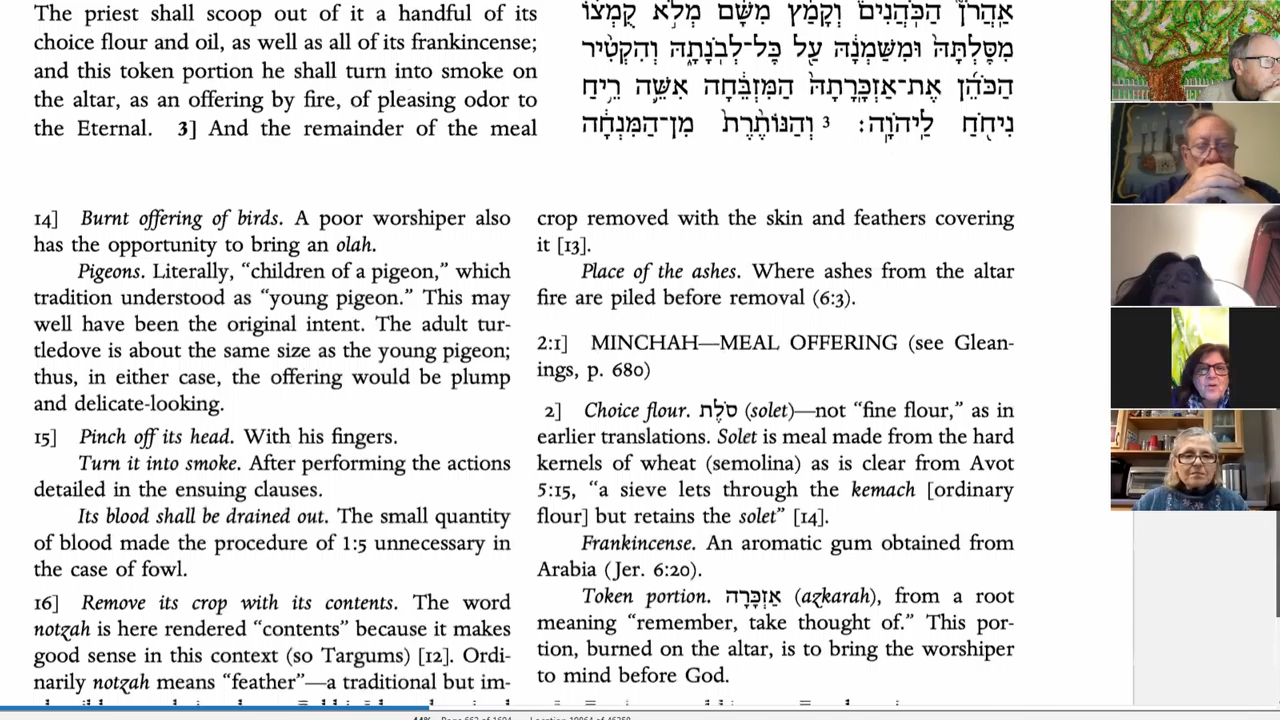 The priest shall scoop out of it a handful of its
choice flour and oil, as well as all of its frankincense;
and this token portion he shall turn into smoke on
the altar, as an offering by fire, of pleasing odor to
the Eternal. 3] And the remainder of the meal
אַהֲרֹן֮ הַכֹּהֲנִים֒ וְקָמַ֨ץ מִשָּׁ֜ם מְלֹ֣א קֻמְצ֗וֹ
מִסׇּלְתָּהּ֙ וּמִשַּׁמְנָ֔הּ עַ֖ל כׇּל־לְבֹנָתָ֑הּ וְהִקְטִ֨יר
הַכֹּהֵ֜ן אֶת־אַזְכָּרָתָהּ֙ הַמִּזְבֵּ֔חָה אִשֵּׁ֛ה רֵ֥יחַ
נִיחֹ֖חַ לַיהֹוָֽה׃ 3 וְהַנּוֹתֶ֙רֶת֙ מִן־הַמִּנְחָ֔ה
14] Burnt offering of birds. A poor worshiper also
has the opportunity to bring an olah.
Pigeons. Literally, “children of a pigeon,” which
tradition understood as “young pigeon.” This may
well have been the original intent. The adult tur-
tledove is about the same size as the young pigeon;
thus, in either case, the offering would be plump
and delicate-looking.
15] Pinch off its head. With his fingers.
Turn it into smoke. After performing the actions
detailed in the ensuing clauses.
Its blood shall be drained out. The small quantity
of blood made the procedure of 1:5 unnecessary in
the case of fowl.
16] Remove its crop with its contents. The word
notzah is here rendered “contents” because it makes
good sense in this context (so Targums) [12]. Ordi-
narily notzah means “feather”—a traditional but im-
crop removed with the skin and feathers covering
it [13].
Place of the ashes. Where ashes from the altar
fire are piled before removal (6:3).
2:1] MINCHAH—MEAL OFFERING (see Glean-
ings, p. 680)
2] Choice flour. סֹלֶת (solet)—not “fine flour,” as in
earlier translations. Solet is meal made from the hard
kernels of wheat (semolina) as is clear from Avot
5:15, “a sieve lets through the kemach [ordinary
flour] but retains the solet” [14].
Frankincense. An aromatic gum obtained from
Arabia (Jer. 6:20).
Token portion. אַזְכָּרָה (azkarah), from a root
meaning “remember, take thought of.” This por-
tion, burned on the altar, is to bring the worshiper
to mind before God.